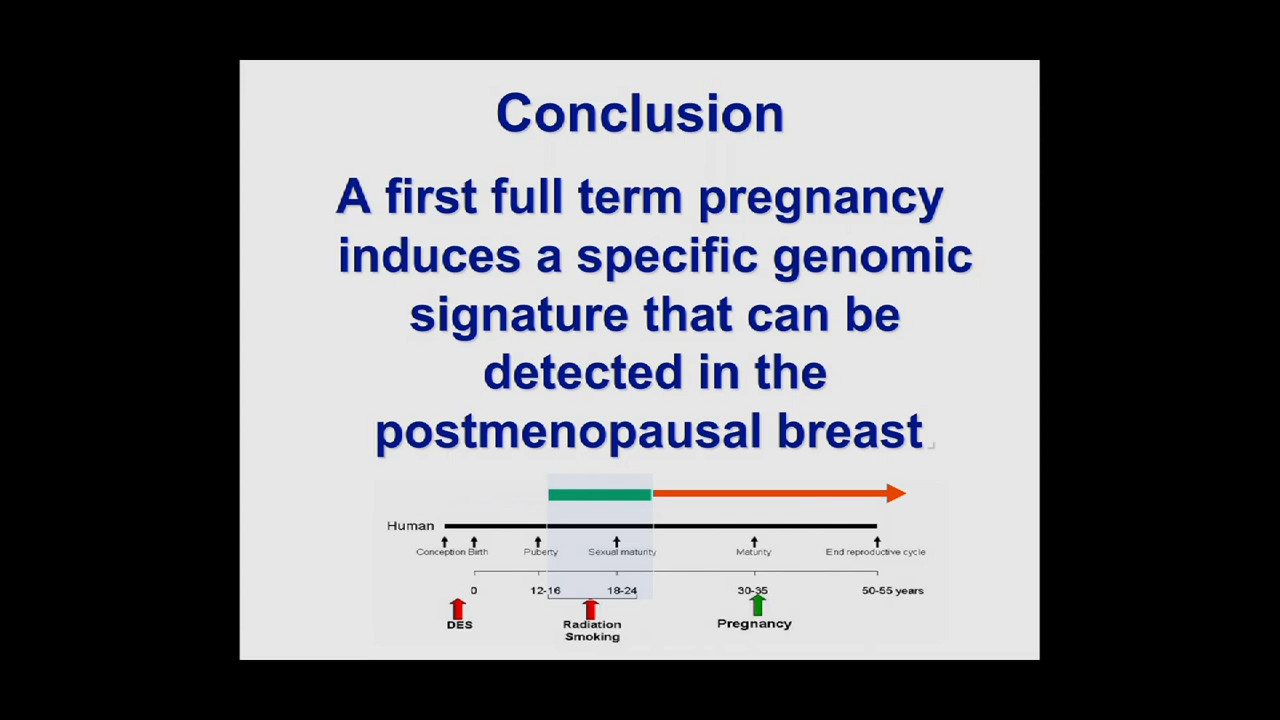 Conclusion
A first full term pregnancy
induces a specific genomic
signature that can be
detected in the
postmenopausal breast.
Human
Conception Birth Puberty Sexual maturity Maturity End reproductive cycle
0 12-16 18-24 30-35 50-55 years
DES Radiation Pregnancy
Smoking